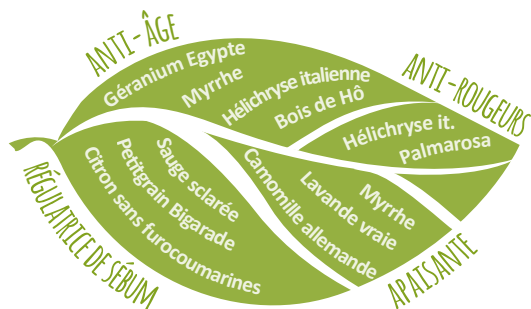 ANTI-ÂGE
Géranium Egypte
Myrrhe
Hélichryse italienne
Bois de Hô
ANTI-ROUGEURS
Hélichryse it.
Palmarosa
RÉGULATRICE DE SÉBUM
Sauge sclarée
Petitgrain Bigarade
Citron sans furocoumarines
APAISANTE
Myrrhe
Lavande vraie
Camomille allemande